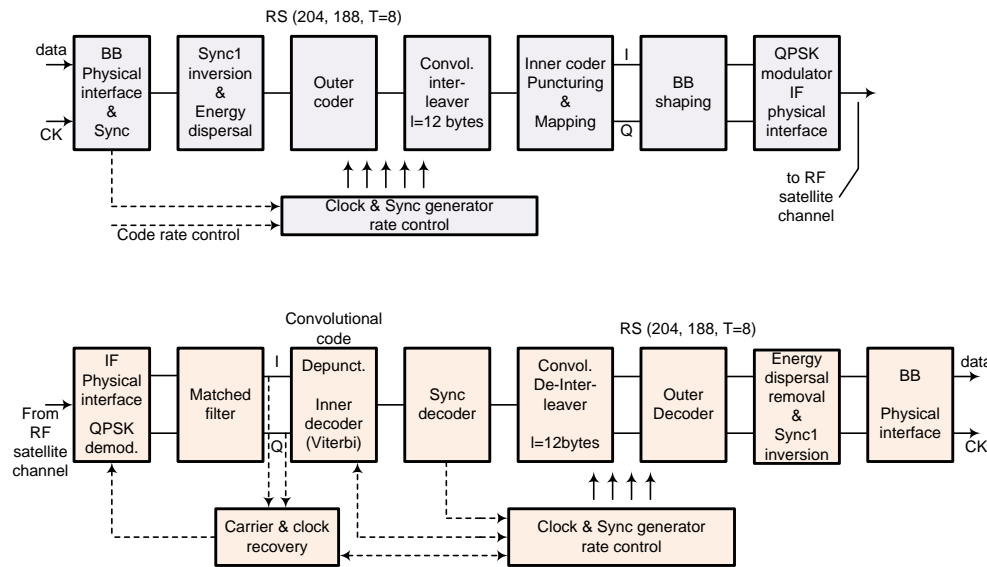 RS (204, 188, T=8)
data
CK
BB
Physical
interface
&
Sync
Sync1
inversion
&
Energy
dispersal
Outer
coder
Convol.
inter-
leaver
I=12 bytes
Inner coder
Puncturing
&
Mapping
I
Q
BB
shaping
QPSK
modulator
IF
physical
interface
to RF
satellite
channel
Clock & Sync generator
rate control
Code rate control
Convolutional
code
RS (204, 188, T=8)
From
RF
satellite
channel
IF
Physical
interface
QPSK
demod.
Matched
filter
I
Q
Depunct.
Inner
decoder
(Viterbi)
Sync
decoder
Convol.
De-Inter-
leaver
I=12bytes
Outer
Decoder
Energy
dispersal
removal
&
Sync1
inversion
BB
Physical
interface
data
CK
Carrier & clock
recovery
Clock & Sync generator
rate control